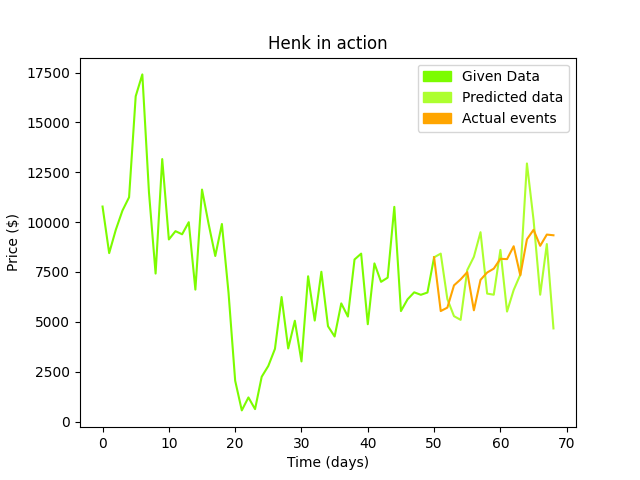 Henk in action
Given Data
Predicted data
Actual events
Price ($)
17500
15000
12500
10000
7500
5000
2500
0
0 10 20 30 40 50 60 70
Time (days)